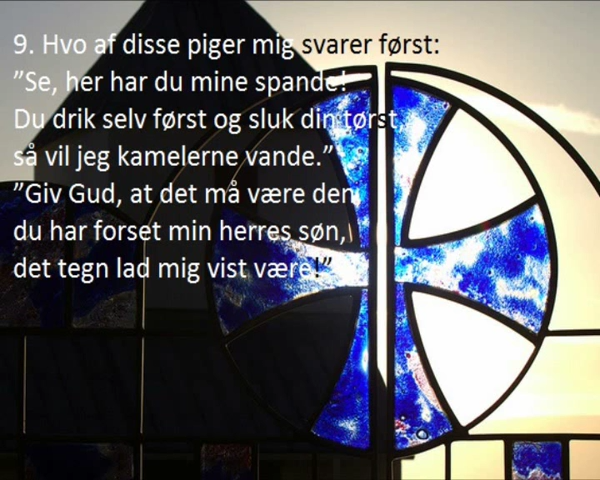 9. Hvo af disse piger mig svarer først:
”Se, her har du mine spande!
Du drik selv først og sluk din tørst,
så vil jeg kamelerne vande.”
”Giv Gud, at det må være den,
du har forset min herres søn,
det tegn lad mig vist være!”